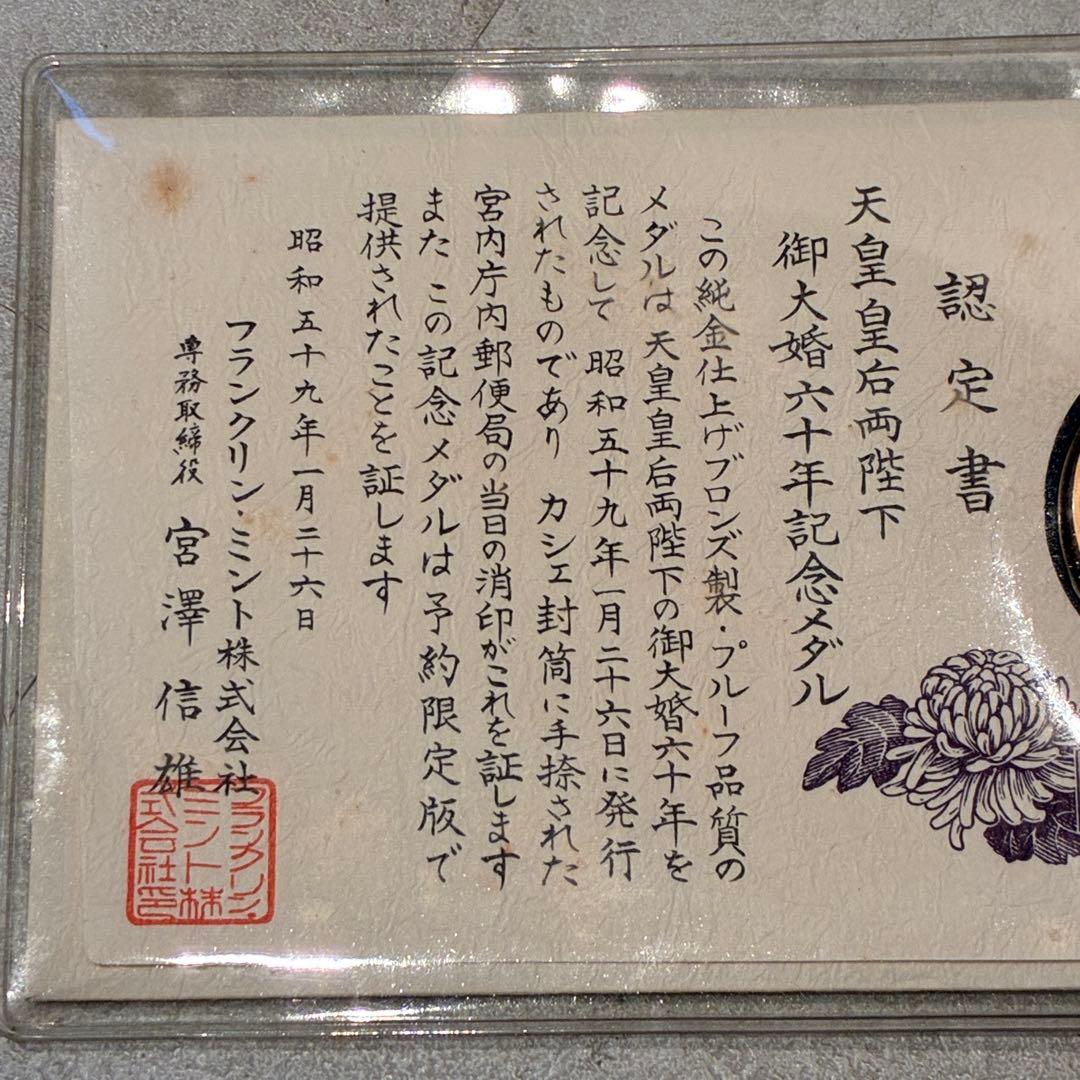 認定書
天皇皇后両陛下
御大婚六十年記念メダル
この純金仕上げブロンズ製・プルーフ品質の
メダルは 天皇皇后両陛下の御大婚六十年を
記念して 昭和五十九年一月二十六日に発行
されたものであり カシェ封筒に手捺された
宮内庁内郵便局の当日の消印がこれを証します
また この記念メダルは予約限定版で
提供されたことを証します
昭和五十九年一月二十六日
フランクリン・ミント株式会社
専務取締役 宮澤信雄
フランクリン・
ミント株
式会社印